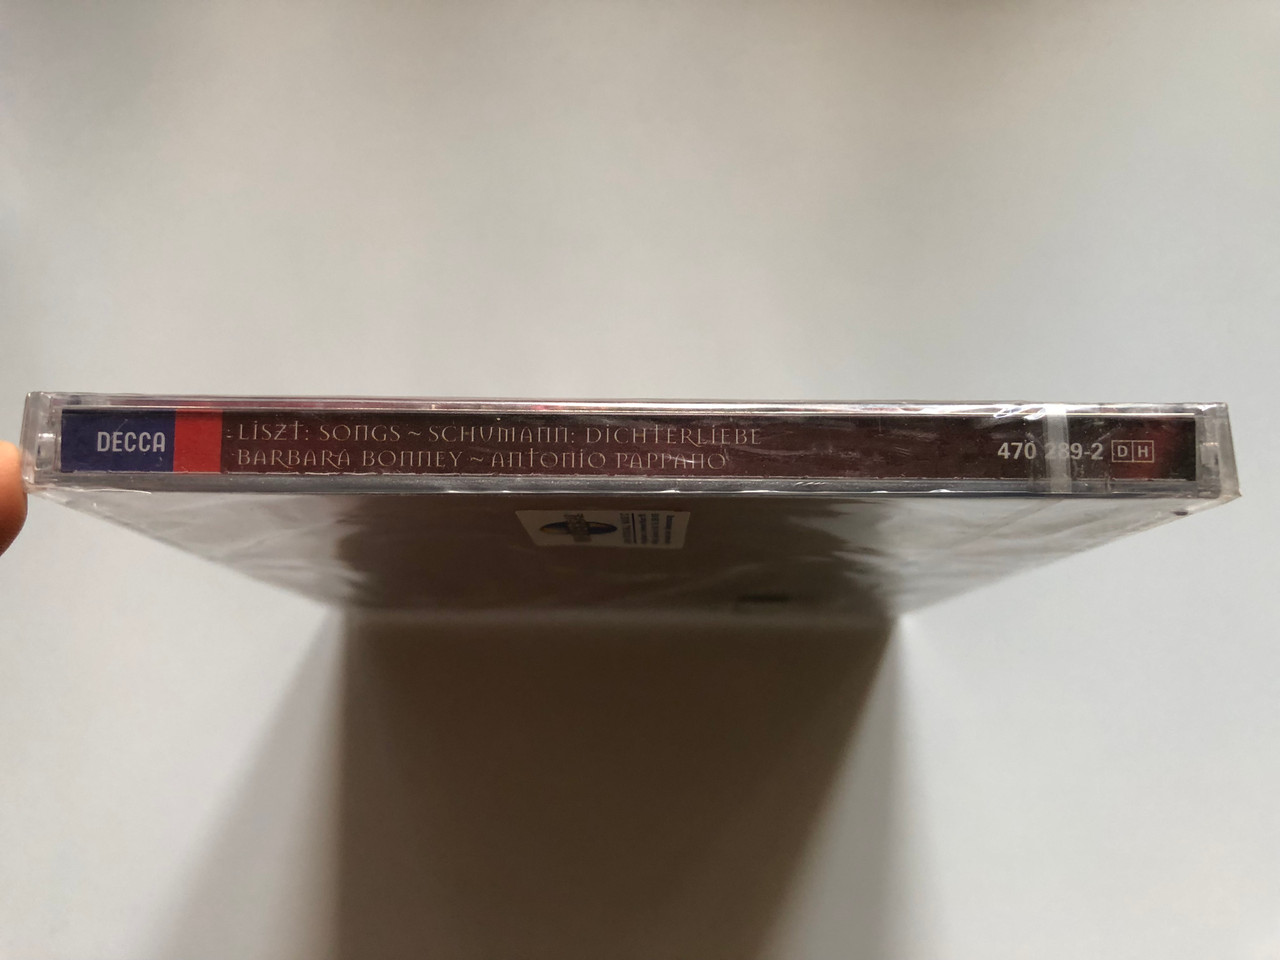 DECCA
LISZT: SONGS ~ SCHUMANN: DICHTERLIEBE
BARBARA BONNEY ~ ANTONIO PAPPANO
470 289-2 DH